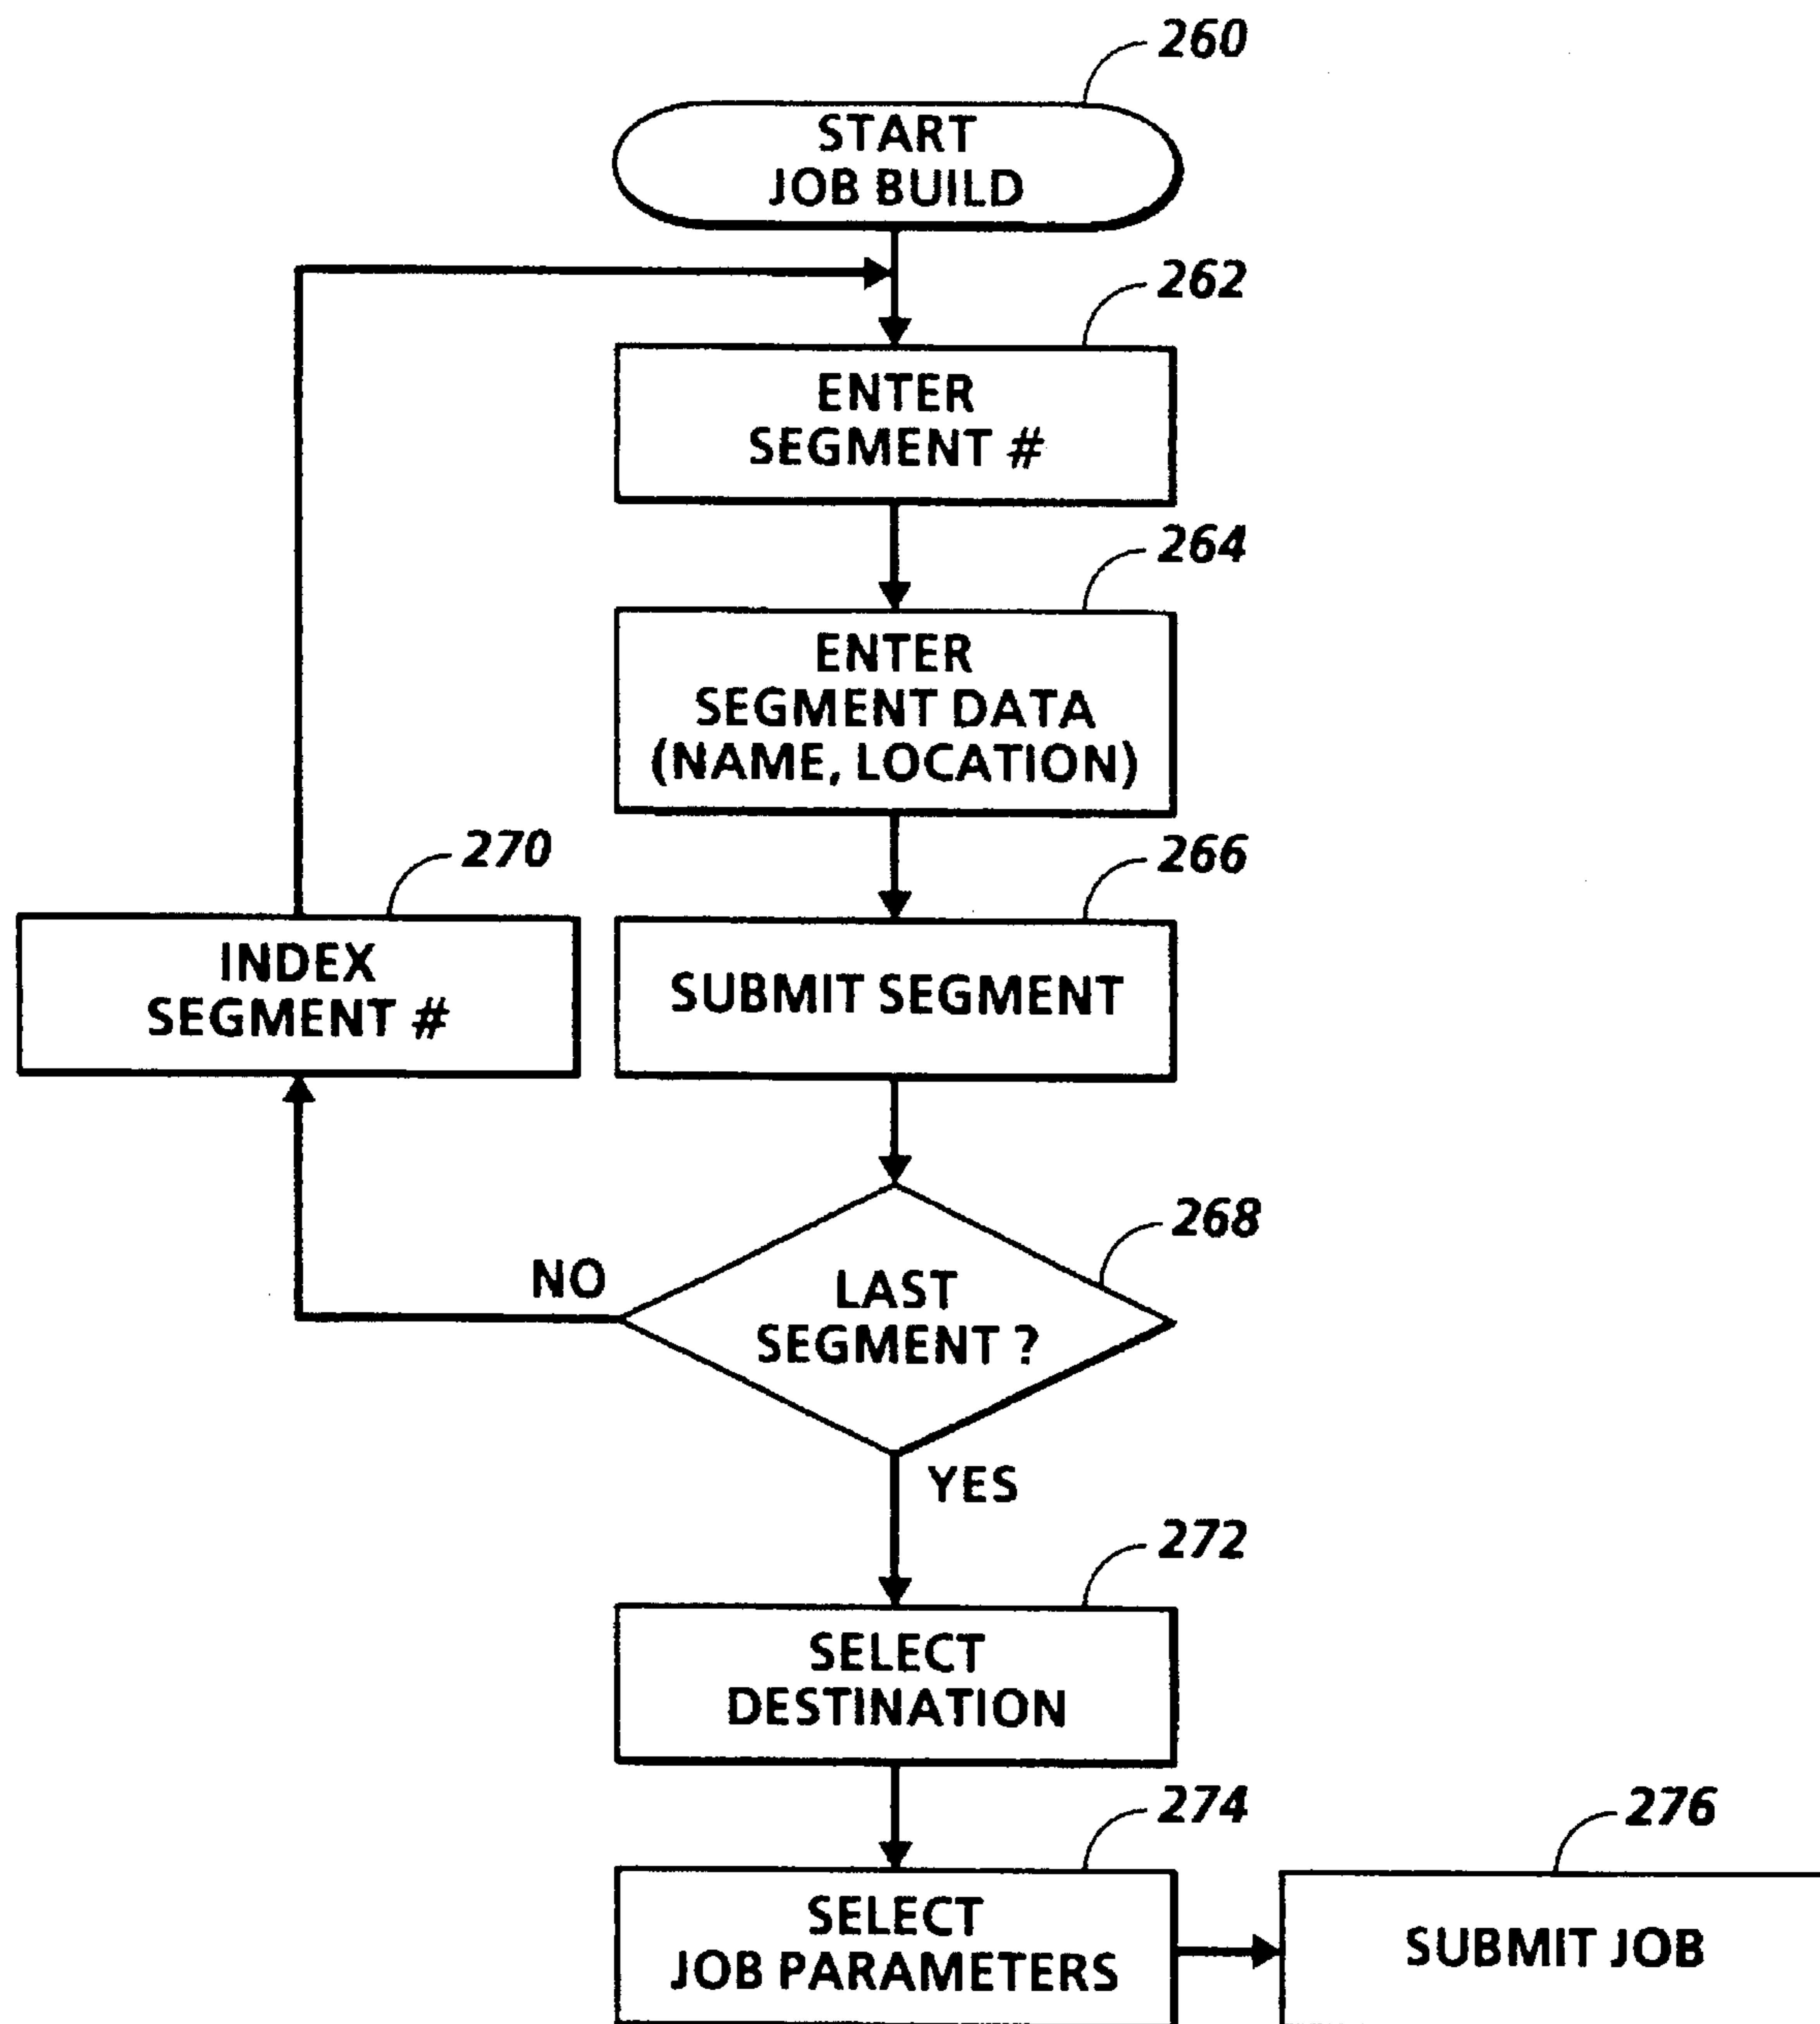 260
START
JOB BUILD
262
ENTER
SEGMENT #
264
ENTER
SEGMENT DATA
(NAME, LOCATION)
270
266
INDEX
SEGMENT #
SUBMIT SEGMENT
268
NO
LAST
SEGMENT ?
YES
272
SELECT
DESTINATION
274
276
SELECT
JOB PARAMETERS
SUBMIT JOB